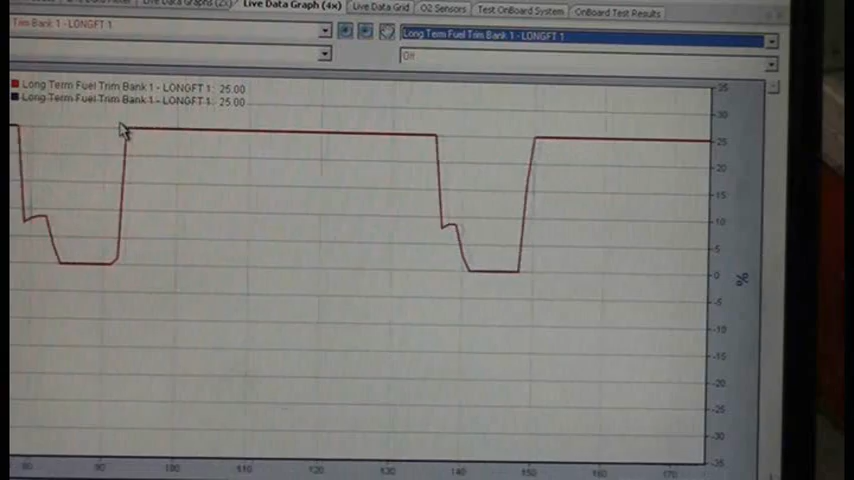 Live Data Graph (4x) Live Data Grid O2 Sensors Test OnBoard System OnBoard Test Results
Trim Bank 1 - LONGFT 1
Long Term Fuel Trim Bank 1 - LONGFT 1
Off
Long Term Fuel Trim Bank 1 - LONGFT 1: 25.00
Long Term Fuel Trim Bank 1 - LONGFT 1: 25.00
35
30
25
20
15
10
5
0
-5
-10
-15
-20
-25
-30
-35
%
80 90 100 110 120 130 140 150 160 170